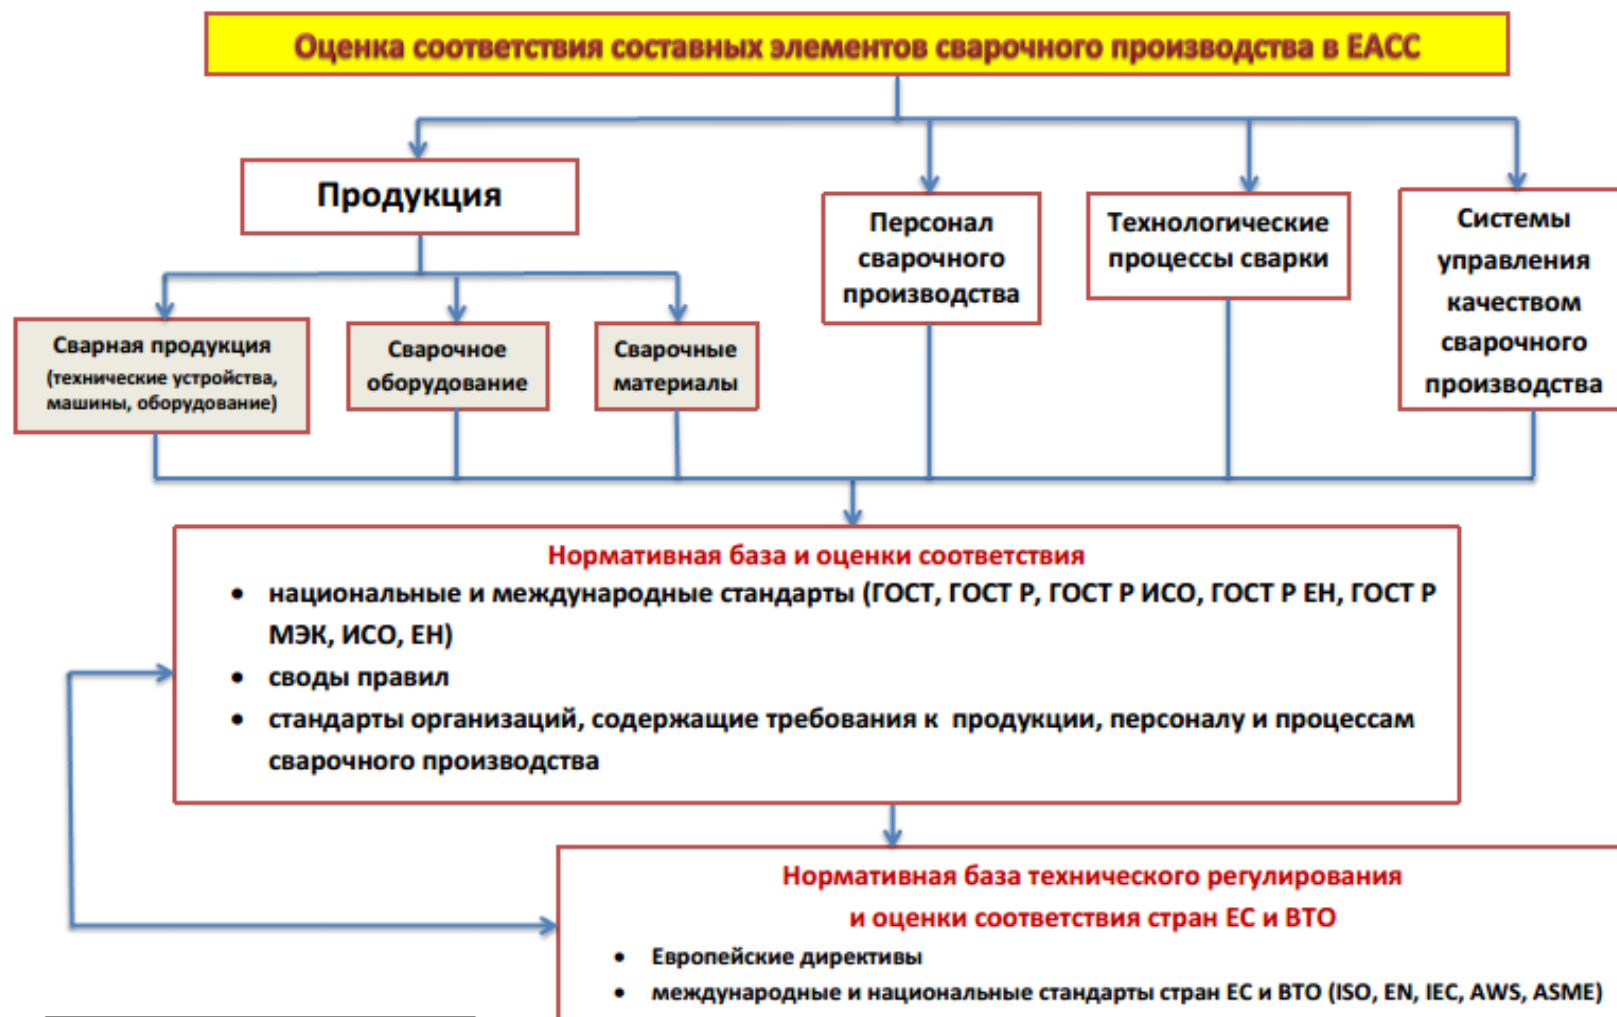 Оценка соответствия составных элементов сварочного производства в ЕАСС
Продукция
Персонал
сварочного
производства
Технологические
процессы сварки
Системы
управления
качеством
сварочного
производства
Сварная продукция
(технические устройства,
машины, оборудование)
Сварочное
оборудование
Сварочные
материалы
Нормативная база и оценки соответствия
• национальные и международные стандарты (ГОСТ, ГОСТ Р, ГОСТ Р ИСО, ГОСТ Р ЕН, ГОСТ Р
МЭК, ИСО, ЕН)
• своды правил
• стандарты организаций, содержащие требования к продукции, персоналу и процессам
сварочного производства
Нормативная база технического регулирования
и оценки соответствия стран ЕС и ВТО
• Европейские директивы
• международные и национальные стандарты стран ЕС и ВТО (ISO, EN, IEC, AWS, ASME)